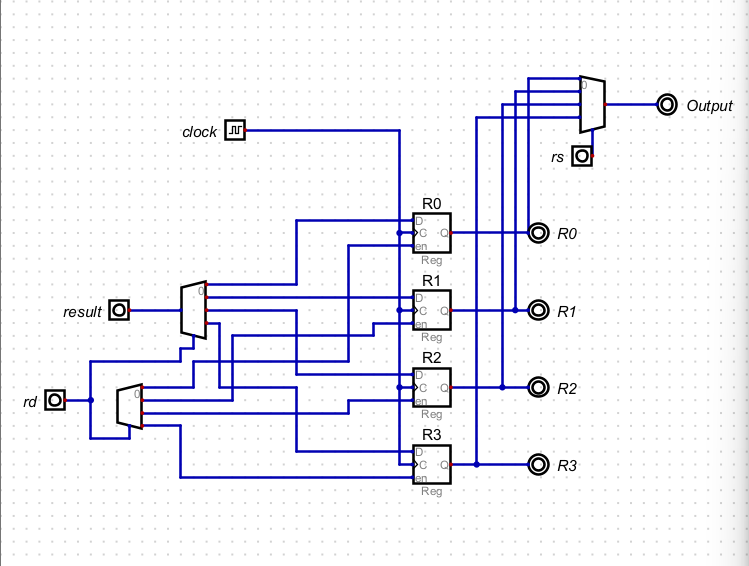 0
Output
clock
rs
R0
D
C Q
en
Reg
R0
0
result
R1
D
C Q
en
Reg
R1
R2
D
C Q
en
Reg
R2
0
rd
R3
D
C Q
en
Reg
R3